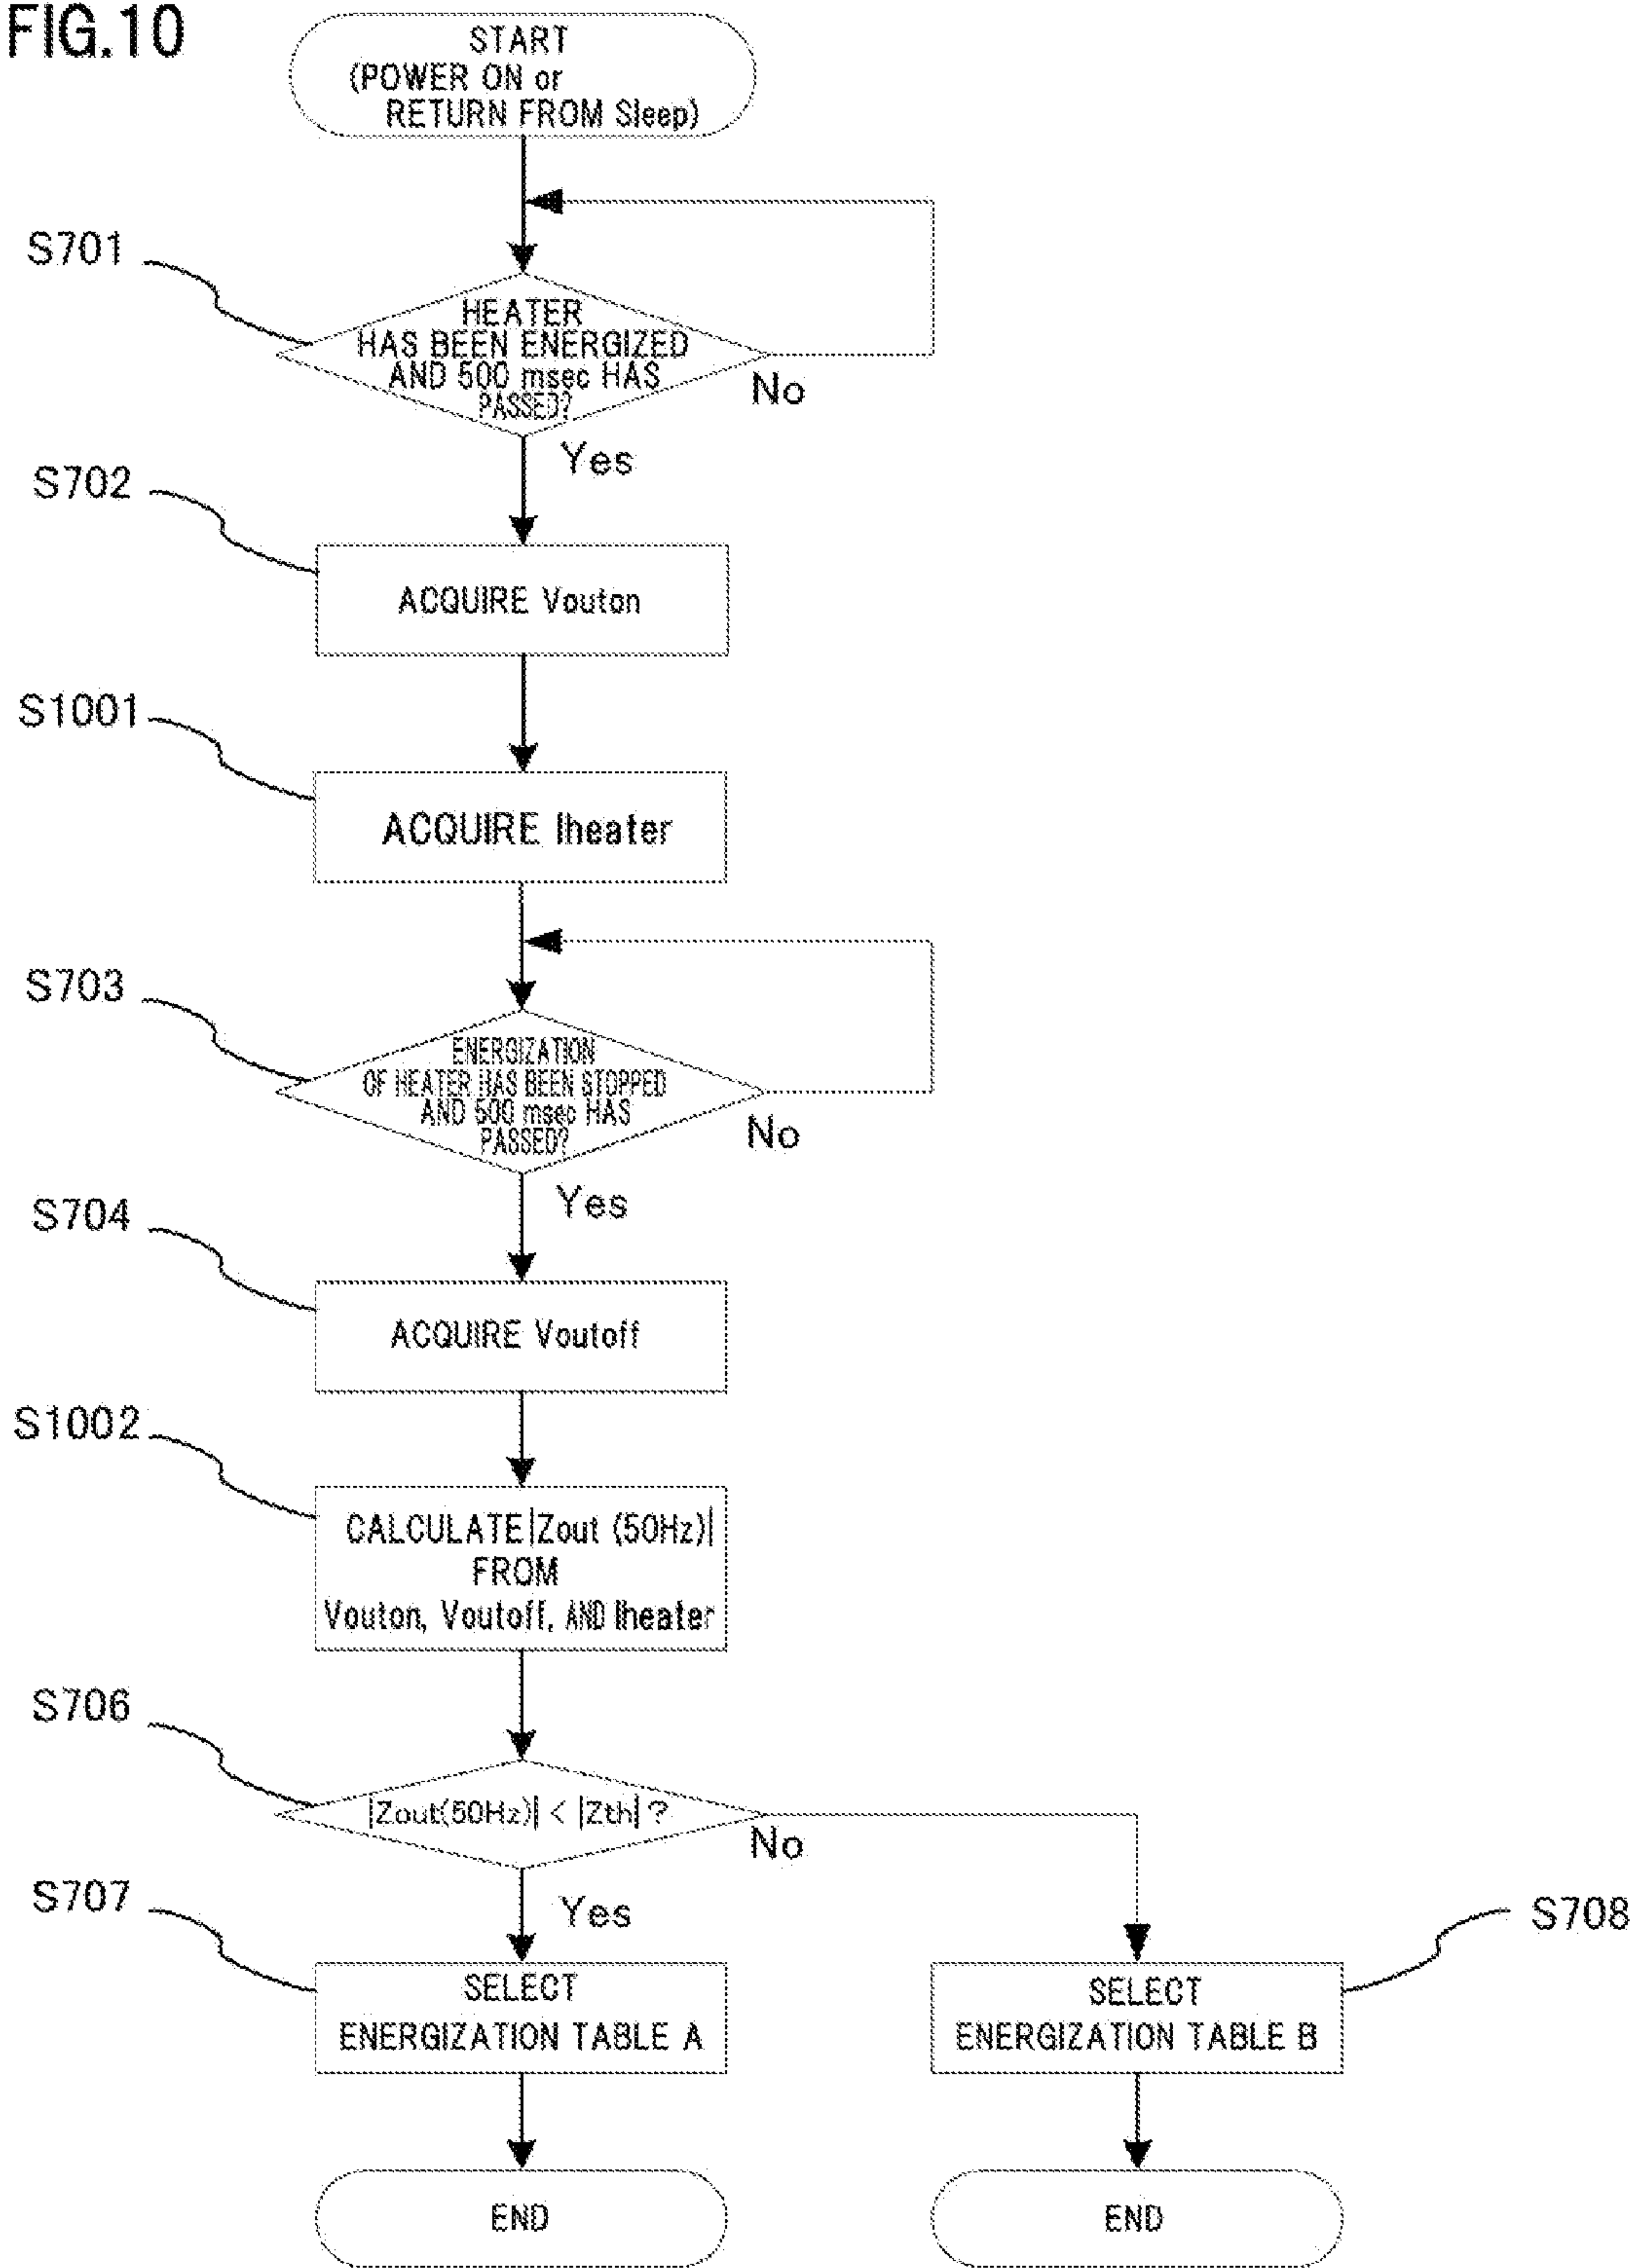 FIG.10
START
(POWER ON or
RETURN FROM Sleep)
S701
HEATER
HAS BEEN ENERGIZED
AND 500 msec HAS
PASSED?
No
Yes
S702
ACQUIRE Vouton
S1001
ACQUIRE Iheater
S703
ENERGIZATION
OF HEATER HAS BEEN STOPPED
AND 500 msec HAS
PASSED?
No
Yes
S704
ACQUIRE Voutoff
S1002
CALCULATE |Zout (50Hz)|
FROM
Vouton, Voutoff, AND Iheater
S706
|Zout(50Hz)| < |Zth| ?
No
Yes
S707
SELECT
ENERGIZATION TABLE A
S708
SELECT
ENERGIZATION TABLE B
END
END